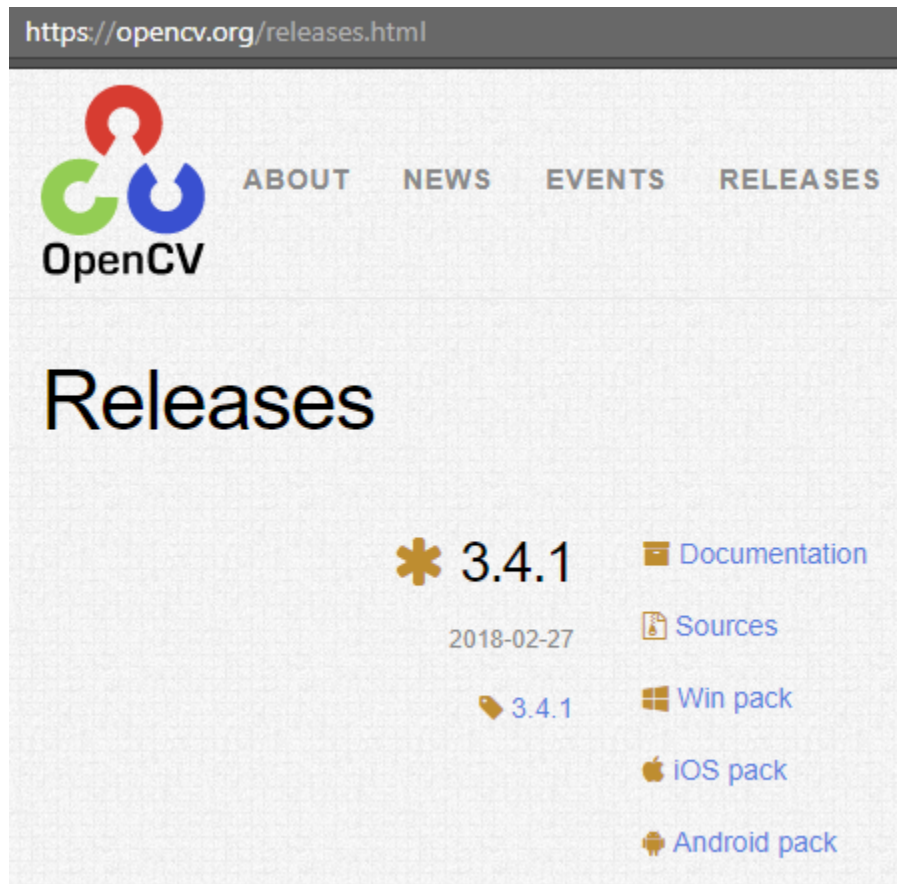 https://opencv.org/releases.html
ABOUT NEWS EVENTS RELEASES
OpenCV
Releases
3.4.1
2018-02-27
3.4.1
Documentation
Sources
Win pack
iOS pack
Android pack